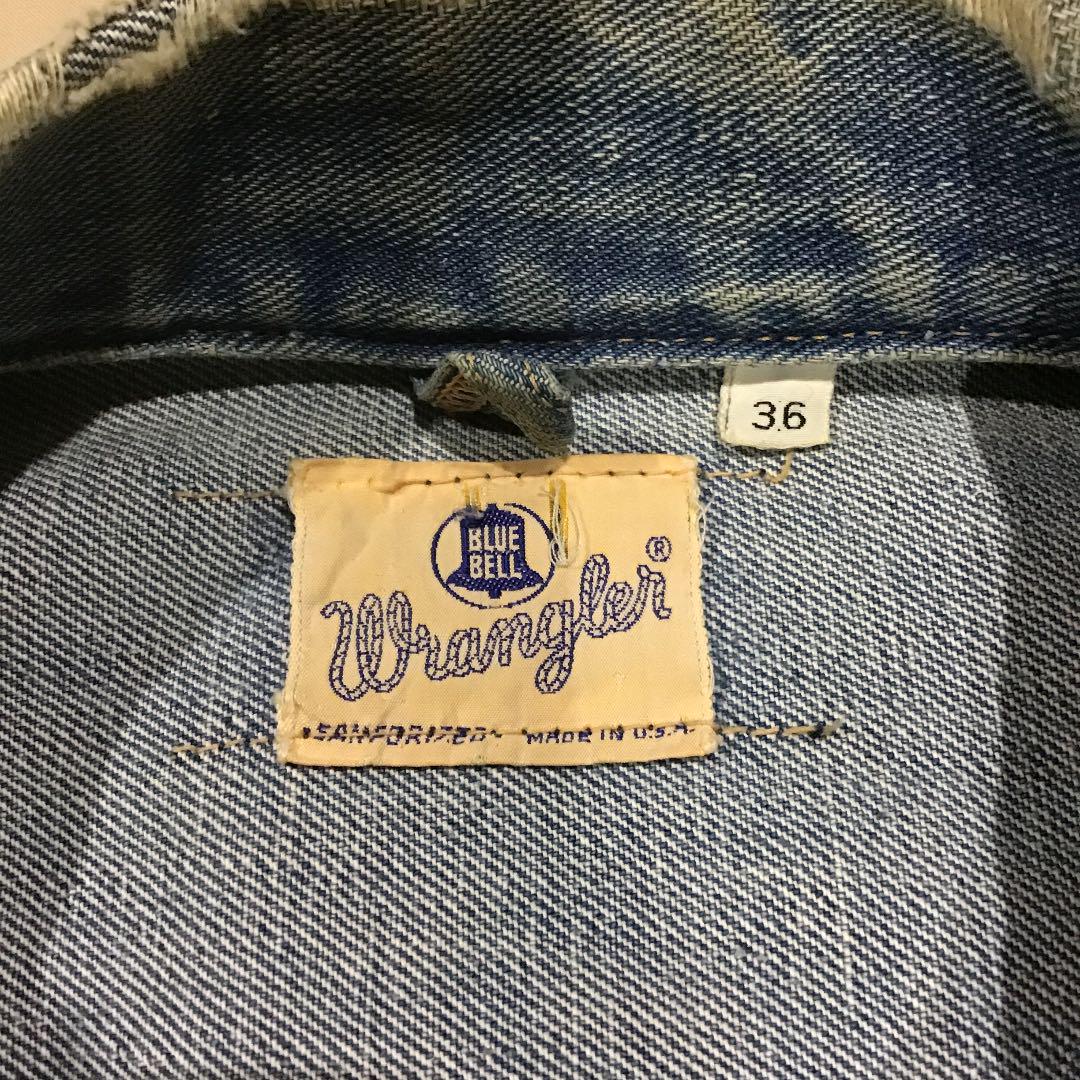 36
BLUE
BELL
Wrangler®
"SANFORIZED" MADE IN U.S.A.